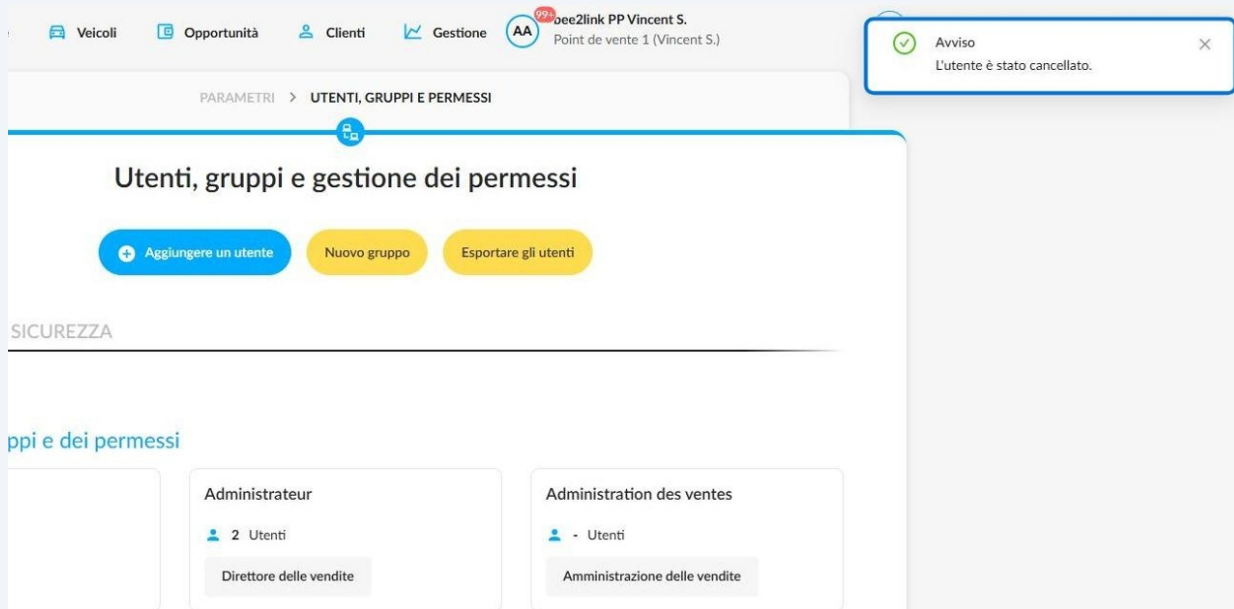 Veicoli
Opportunità
Clienti
Gestione
AA
99+
bee2link PP Vincent S.
Point de vente 1 (Vincent S.)
Avviso
L'utente è stato cancellato.
PARAMETRI > UTENTI, GRUPPI E PERMESSI
Utenti, gruppi e gestione dei permessi
Aggiungere un utente
Nuovo gruppo
Esportare gli utenti
SICUREZZA
ppi e dei permessi
Administrateur
2 Utenti
Direttore delle vendite
Administration des ventes
- Utenti
Amministrazione delle vendite